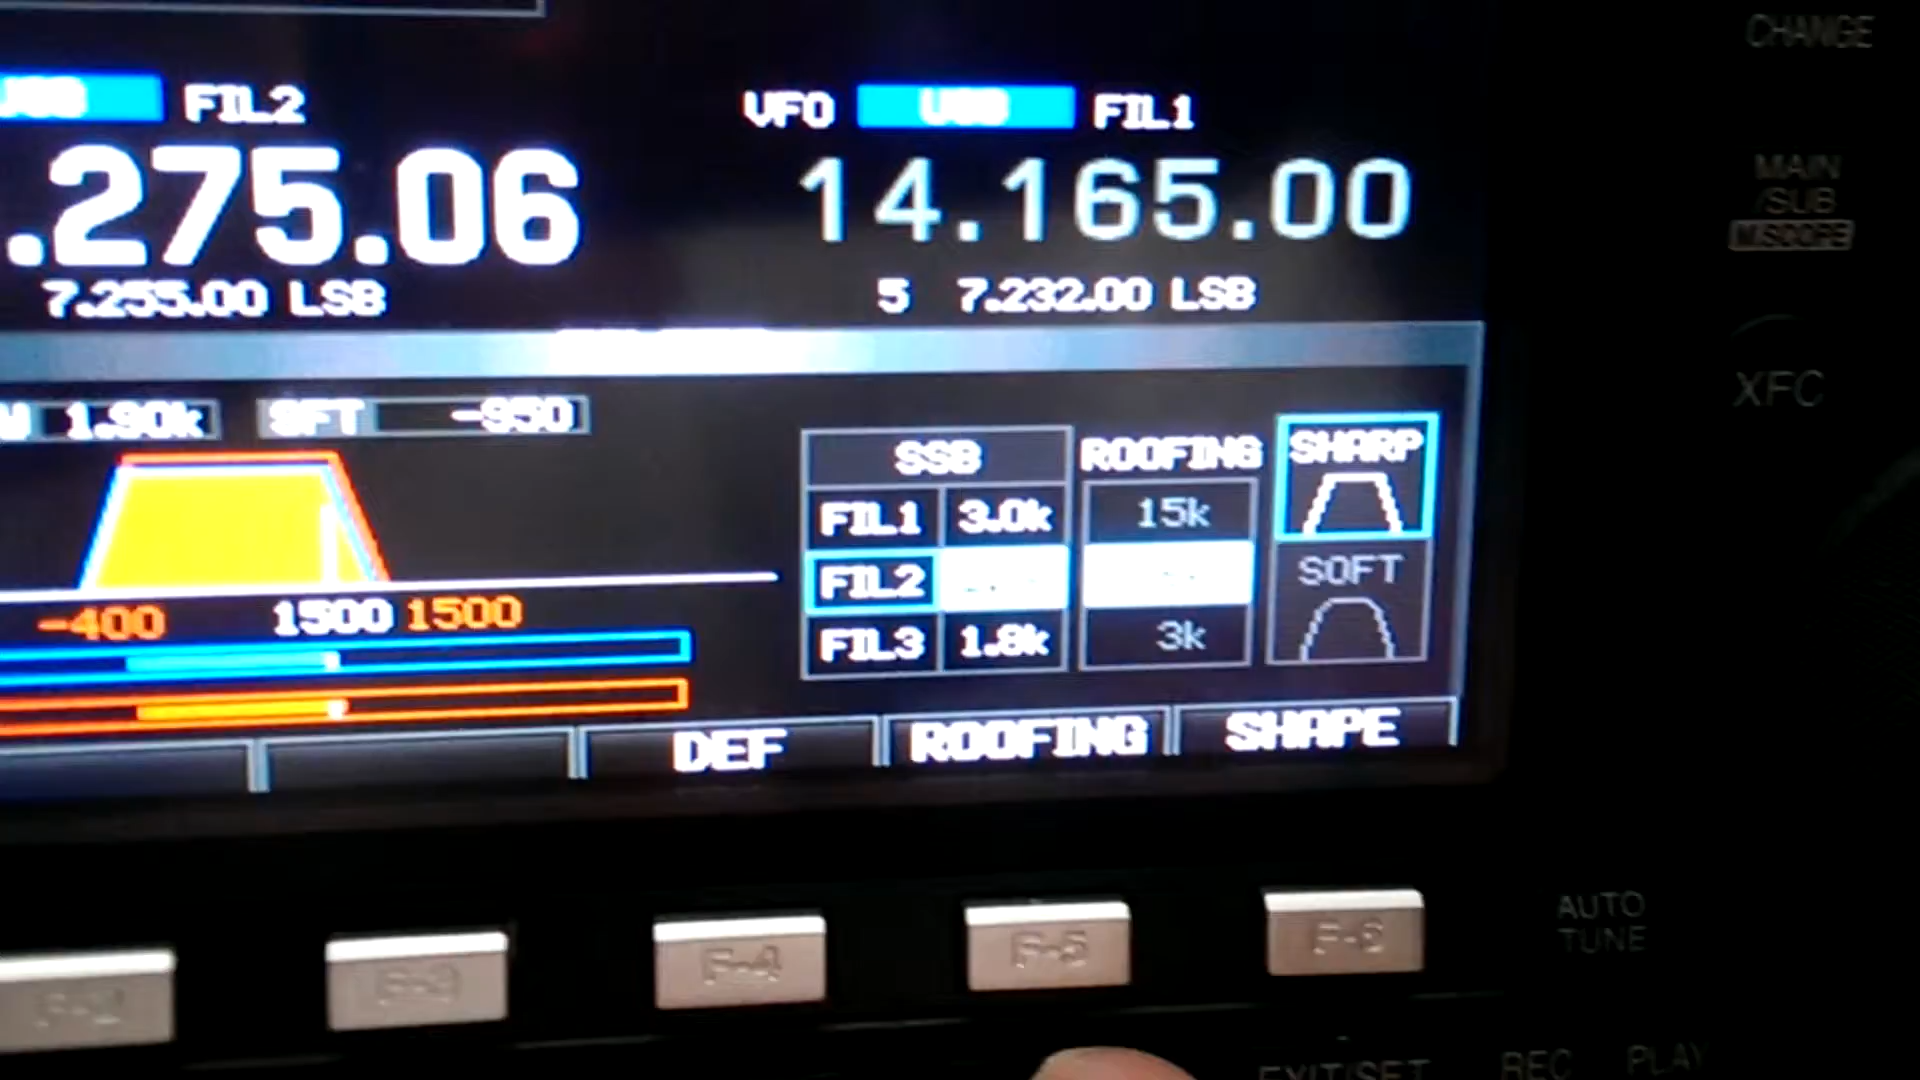 CHANGE
FIL2
VFO USB FIL1
.275.06
14.165.00
MAIN
/SUB
M.SCOPE
7.255.00 LSB
5 7.232.00 LSB
XFC
1.90k SFT -950
SSB
ROOFING
SHARP
FIL1 3.0k
15k
FIL2
SOFT
FIL3 1.8k
3k
-400 1500 1500
DEF ROOFING SHAPE
F-2 F-3 F-4 F-5 F-6
AUTO
TUNE
EXIT/SET REC PLAY